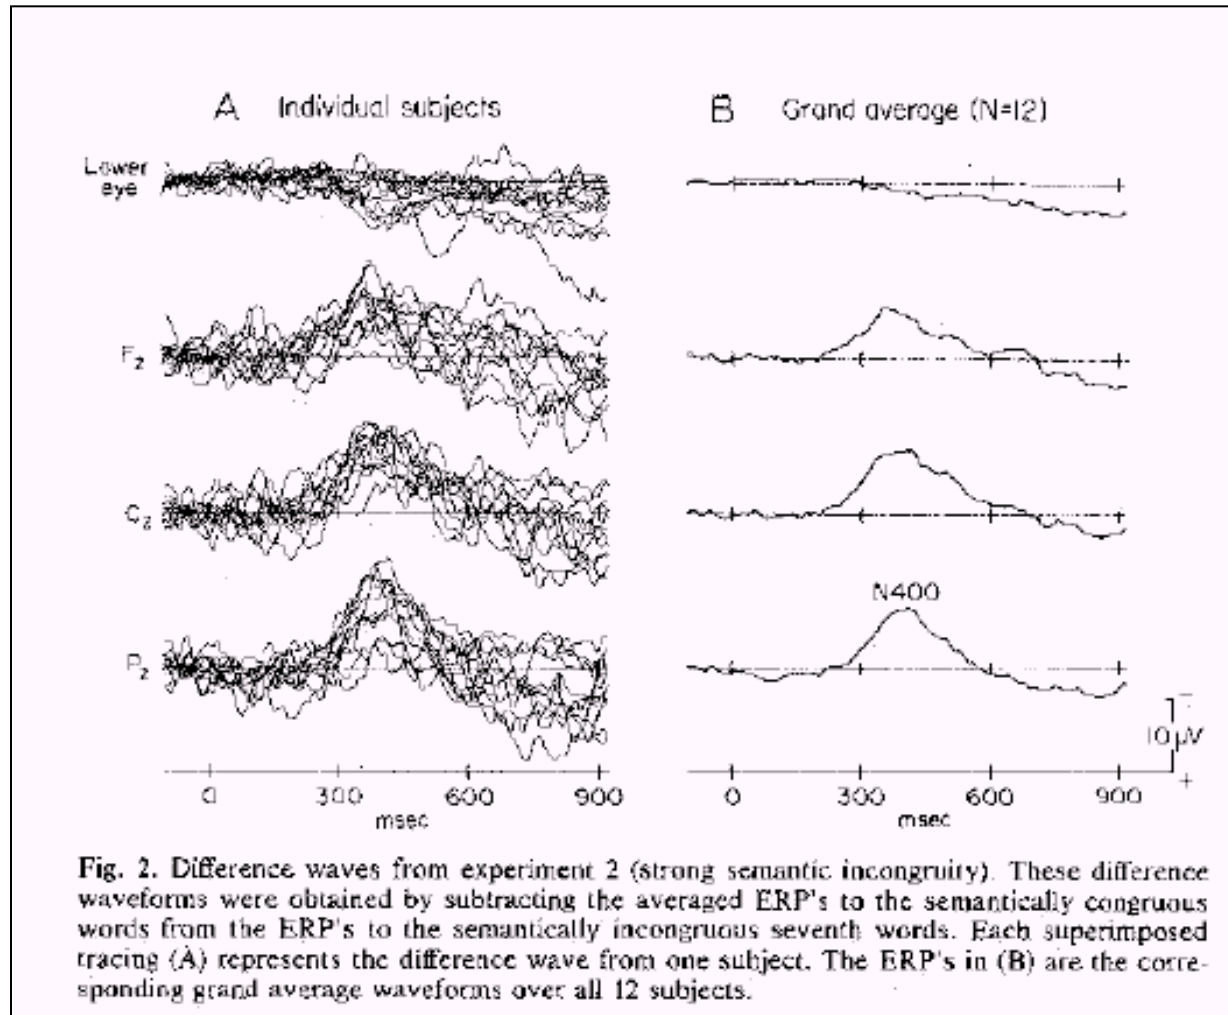 A Individual subjects
B Grand average (N=12)
Lower
eye
Fz
Cz
Pz
N400
−
10 µV
+
0 300 600 900
msec
0 300 600 900
msec
Fig. 2. Difference waves from experiment 2 (strong semantic incongruity). These difference
waveforms were obtained by subtracting the averaged ERP's to the semantically congruous
words from the ERP's to the semantically incongruous seventh words. Each superimposed
tracing (A) represents the difference wave from one subject. The ERP's in (B) are the corre-
sponding grand average waveforms over all 12 subjects.